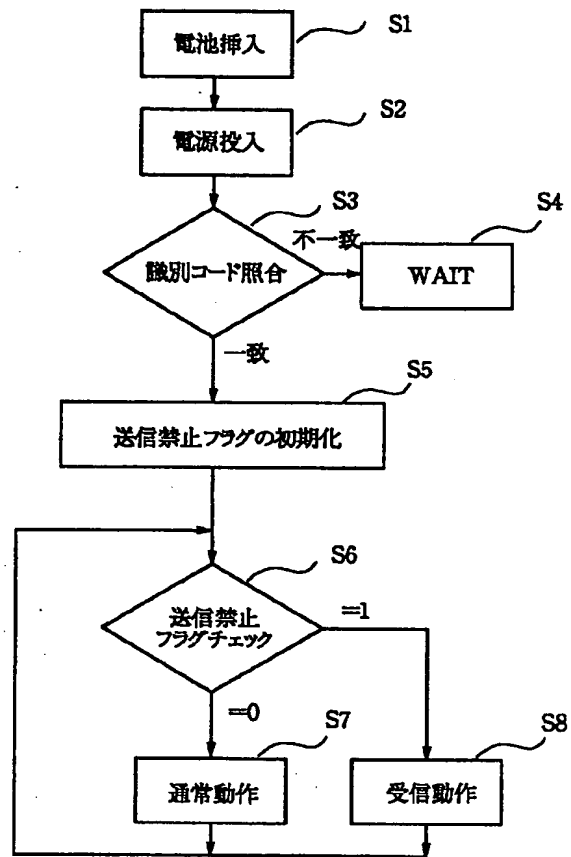 電池挿入
S1
電源投入
S2
識別コード照合
S3
不一致
WAIT
S4
一致
送信禁止フラグの初期化
S5
送信禁止
フラグチェック
S6
=1
=0
通常動作
S7
受信動作
S8